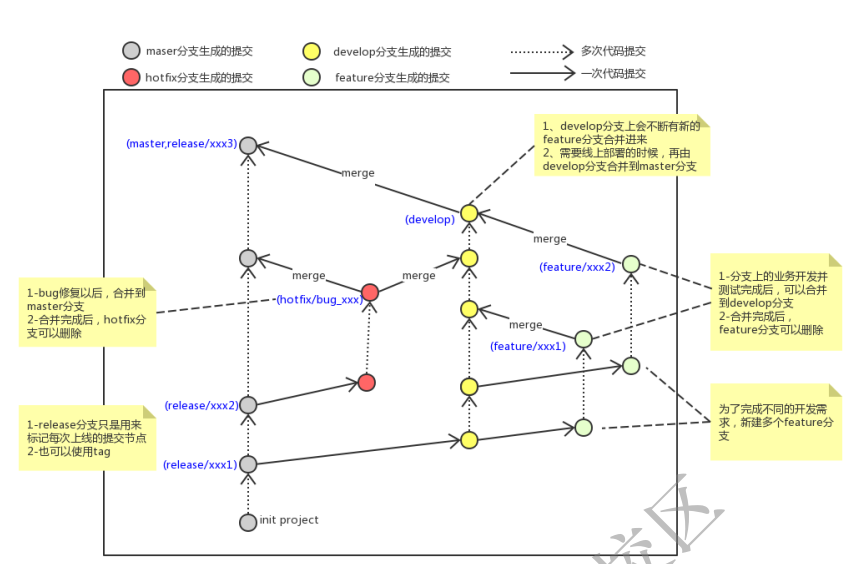 maser分支生成的提交
develop分支生成的提交
多次代码提交
hotfix分支生成的提交
feature分支生成的提交
一次代码提交
1、develop分支上会不断有新的
feature分支合并进来
2、需要线上部署的时候，再由
develop分支合并到master分支
(master,release/xxx3)
merge
(develop)
merge
(feature/xxx2)
merge
merge
1-分支上的业务开发并
测试完成后，可以合并
到develop分支
2-合并完成后，
feature分支可以删除
1-bug修复以后，合并到
master分支
2-合并完成后，hotfix分
支可以删除
(hotfix/bug_xxx)
merge
(feature/xxx1)
(release/xxx2)
为了完成不同的开发需
求，新建多个feature分
支
1-release分支只是用来
标记每次上线的提交节点
2-也可以使用tag
(release/xxx1)
init project
校区